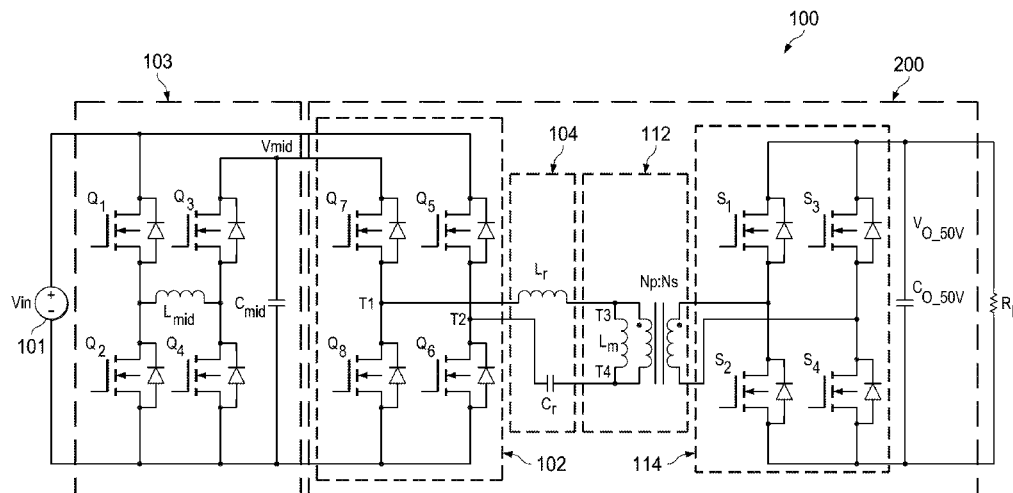 100
103
200
104
112
Vmid
Q1
Q3
Q7
Q5
S1
S3
VO_50V
Lr
Np:Ns
Vin
Lmid
Cmid
T1
T3
CO_50V
T2
Lm
101
Q2
Q4
Q8
Q6
T4
S2
S4
Cr
102
114